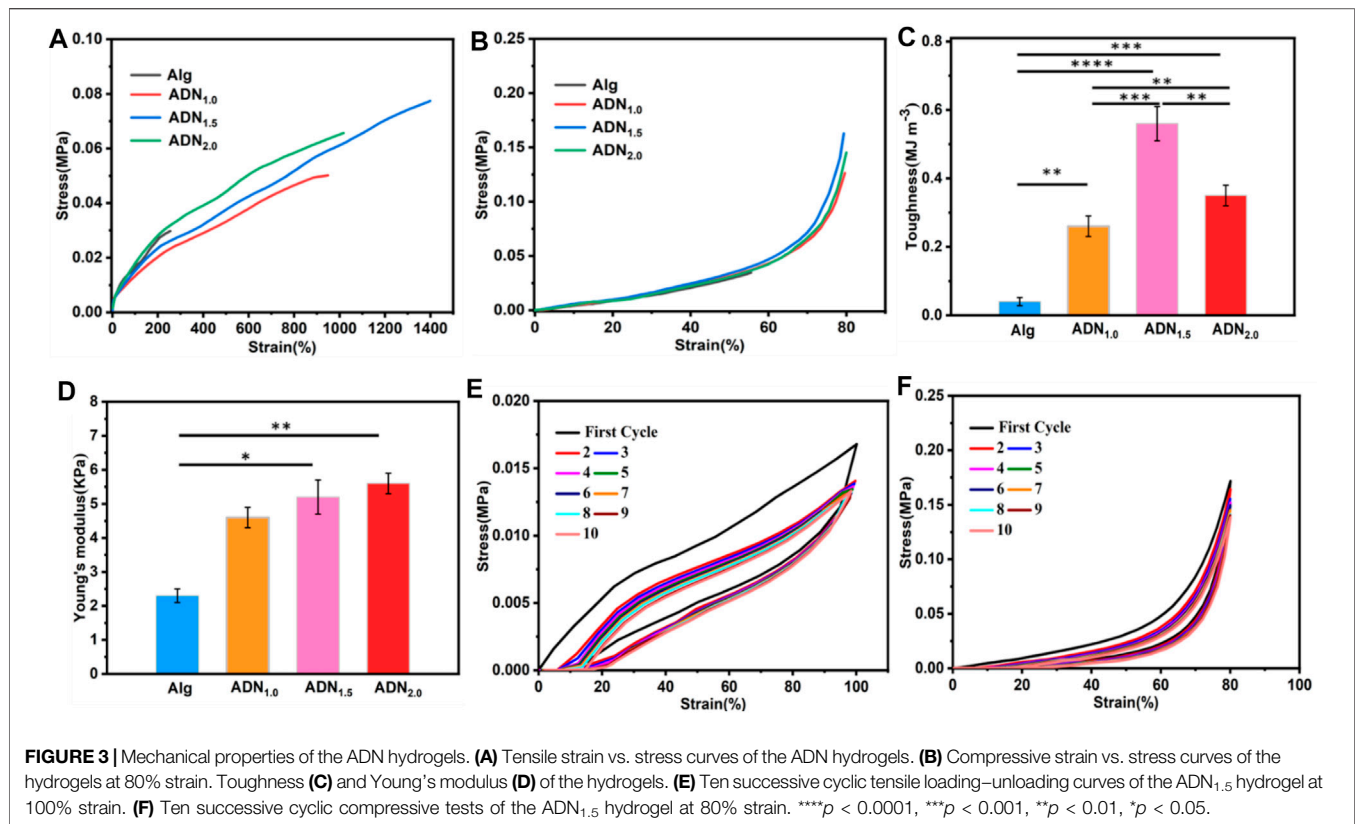 A
0.10
0.08
0.06
0.04
0.02
0.00
Stress(MPa)
Alg
ADN1.0
ADN1.5
ADN2.0
0 200 400 600 800 1000 1200 1400
Strain(%)
B
0.25
0.20
0.15
0.10
0.05
0.00
Stress(MPa)
Alg
ADN1.0
ADN1.5
ADN2.0
0 20 40 60 80
Strain(%)
C
0.8
0.6
0.4
0.2
0.0
Toughness(MJ m⁻³)
***
****
**
*** **
**
Alg ADN1.0 ADN1.5 ADN2.0
D
8
7
6
5
4
3
2
1
0
Young's modulus(KPa)
**
*
Alg ADN1.0 ADN1.5 ADN2.0
E
0.020
0.015
0.010
0.005
0.000
Stress(MPa)
First Cycle
2 3
4 5
6 7
8 9
10
0 20 40 60 80 100
Strain(%)
F
0.25
0.20
0.15
0.10
0.05
0.00
Stress(MPa)
First Cycle
2 3
4 5
6 7
8 9
10
0 20 40 60 80 100
Strain(%)
FIGURE 3 | Mechanical properties of the ADN hydrogels. (A) Tensile strain vs. stress curves of the ADN hydrogels. (B) Compressive strain vs. stress curves of the
hydrogels at 80% strain. Toughness (C) and Young's modulus (D) of the hydrogels. (E) Ten successive cyclic tensile loading–unloading curves of the ADN1.5 hydrogel at
100% strain. (F) Ten successive cyclic compressive tests of the ADN1.5 hydrogel at 80% strain. ****p < 0.0001, ***p < 0.001, **p < 0.01, *p < 0.05.